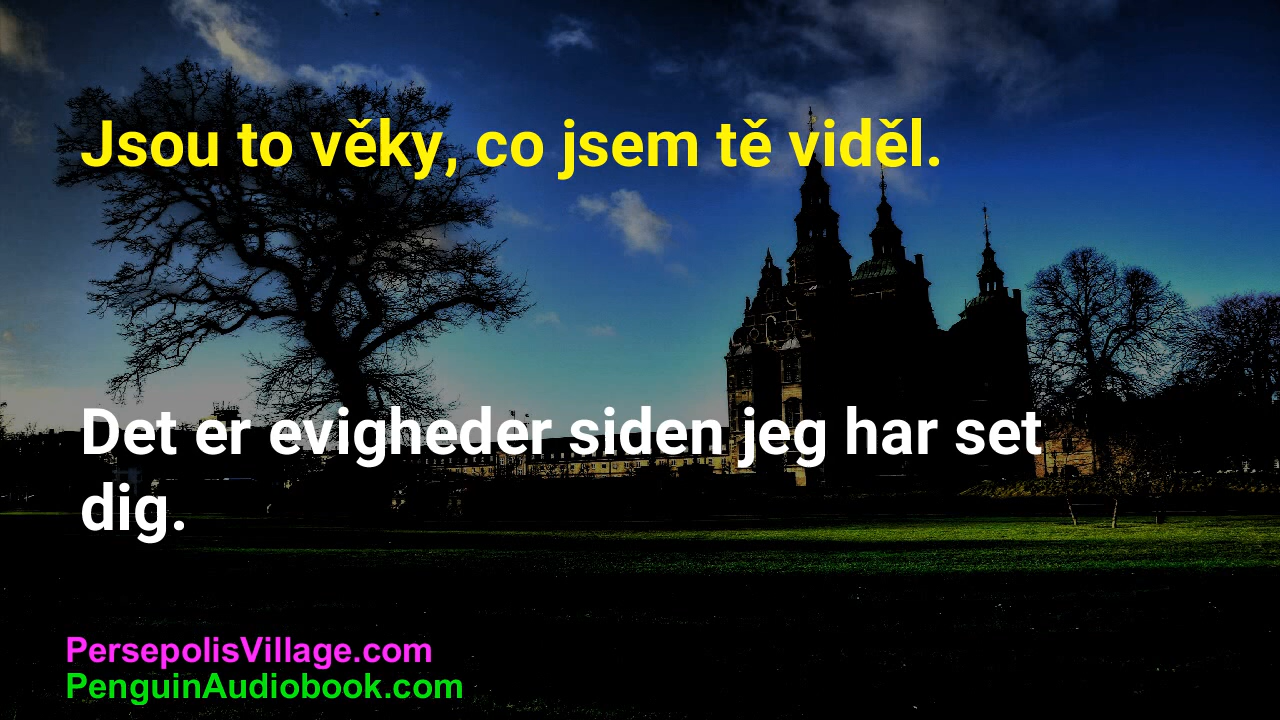 Jsou to věky, co jsem tě viděl.
Det er evigheder siden jeg har set
dig.
PersepolisVillage.com
PenguinAudiobook.com